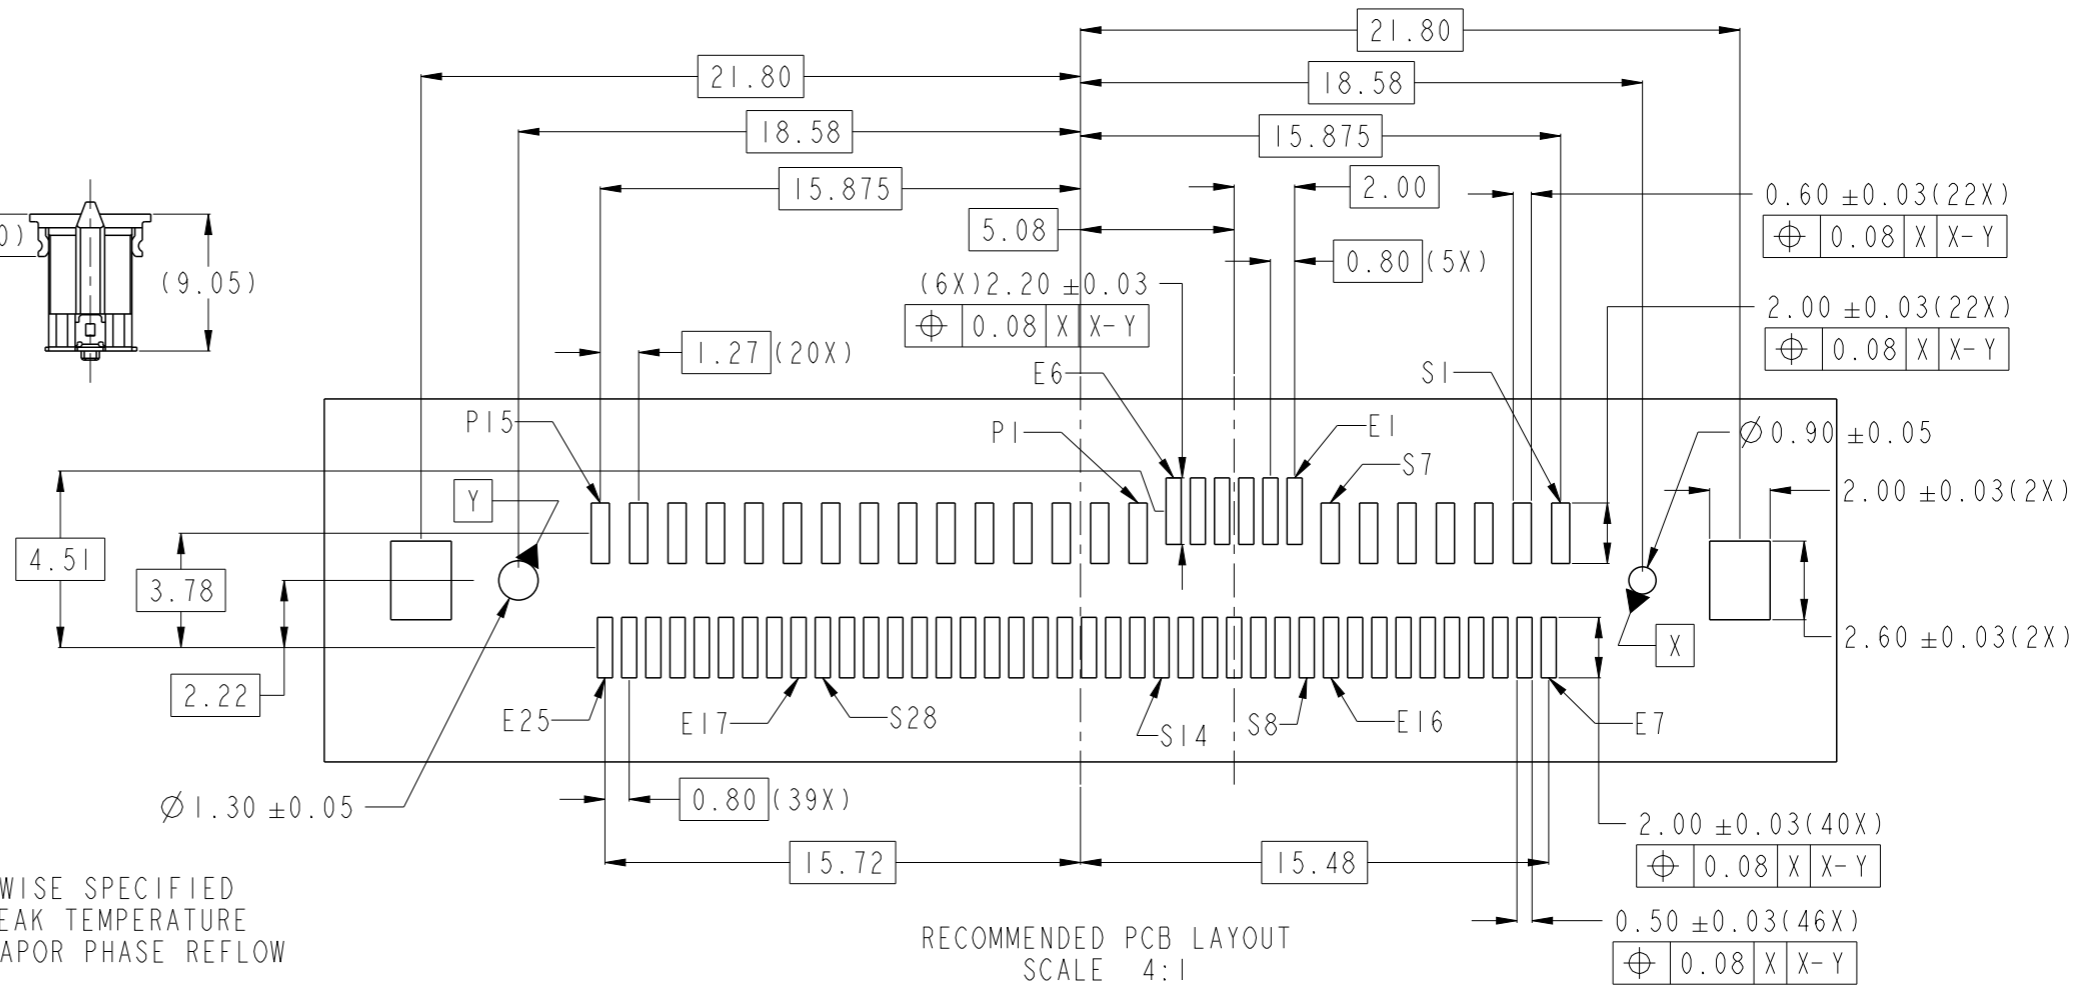 21.80
21.80
18.58
18.58
15.875
15.875
2.00
0.60 ±0.03(22X)
⌖ 0.08 X X-Y
5.08
0)
(9.05)
0.80 (5X)
(6X)2.20 ±0.03
⌖ 0.08 X X-Y
2.00 ±0.03(22X)
⌖ 0.08 X X-Y
1.27 (20X)
E6
S1
P15
P1
E1
S7
Ø0.90 ±0.05
Y
2.00 ±0.03(2X)
4.51
3.78
X
2.60 ±0.03(2X)
2.22
E25
E17
S28
S14
S8
E16
E7
Ø1.30 ±0.05
0.80 (39X)
2.00 ±0.03(40X)
⌖ 0.08 X X-Y
15.72
15.48
0.50 ±0.03(46X)
⌖ 0.08 X X-Y
WISE SPECIFIED
EAK TEMPERATURE
APOR PHASE REFLOW
RECOMMENDED PCB LAYOUT
SCALE 4:1